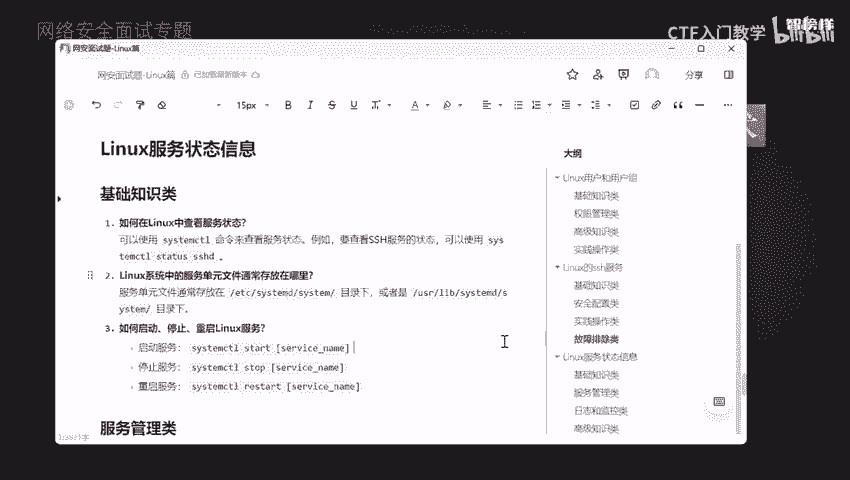 网络安全面试专题
CTF入门教学
智榜样
bilibili
网安面试题-Linux篇
网安面试题-Linux篇
已加载最新版本
分享
15px
B
I
S
U
A
Linux服务状态信息
基础知识类
1. 如何在Linux中查看服务状态?
可以使用 systemctl 命令来查看服务状态。例如，要查看SSH服务的状态，可以使用 sys
temctl status sshd 。
2. Linux系统中的服务单元文件通常存放在哪里?
服务单元文件通常存放在 /etc/systemd/system/ 目录下，或者是 /usr/lib/systemd/s
ystem/ 目录下。
3. 如何启动、停止、重启Linux服务?
启动服务： systemctl start [service_name]
停止服务： systemctl stop [service_name]
重启服务： systemctl restart [service_name]
服务管理类
大纲
Linux用户和用户组
基础知识类
权限管理类
高级知识类
实践操作类
Linux的ssh服务
基础知识类
安全配置类
实践操作类
故障排除类
Linux服务状态信息
基础知识类
服务管理类
日志和监控类
高级知识类